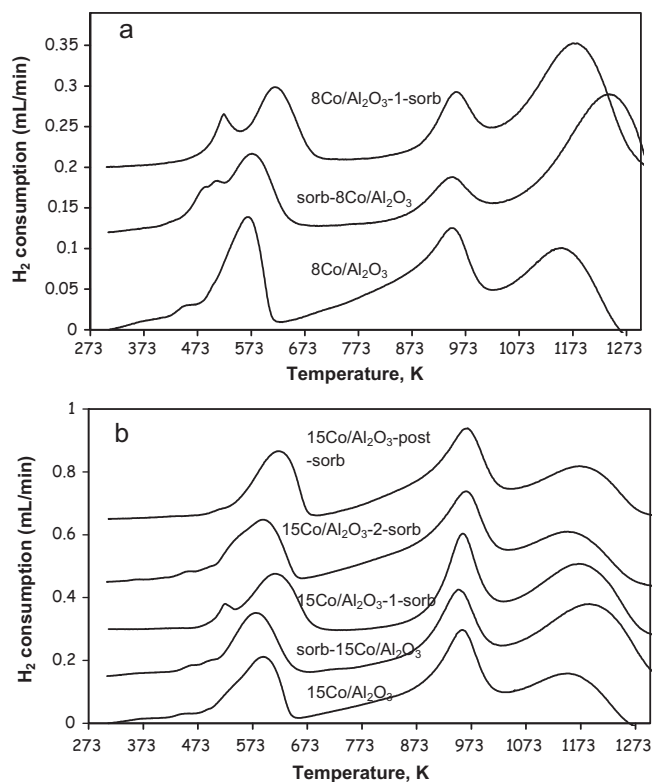 a
H₂ consumption (mL/min)
0.35
0.3
0.25
0.2
0.15
0.1
0.05
0
8Co/Al₂O₃-1-sorb
sorb-8Co/Al₂O₃
8Co/Al₂O₃
273 373 473 573 673 773 873 973 1073 1173 1273
Temperature, K
b
H₂ consumption (mL/min)
1
0.8
0.6
0.4
0.2
0
15Co/Al₂O₃-post
-sorb
15Co/Al₂O₃-2-sorb
15Co/Al₂O₃-1-sorb
sorb-15Co/Al₂O₃
15Co/Al₂O₃
273 373 473 573 673 773 873 973 1073 1173 1273
Temperature, K